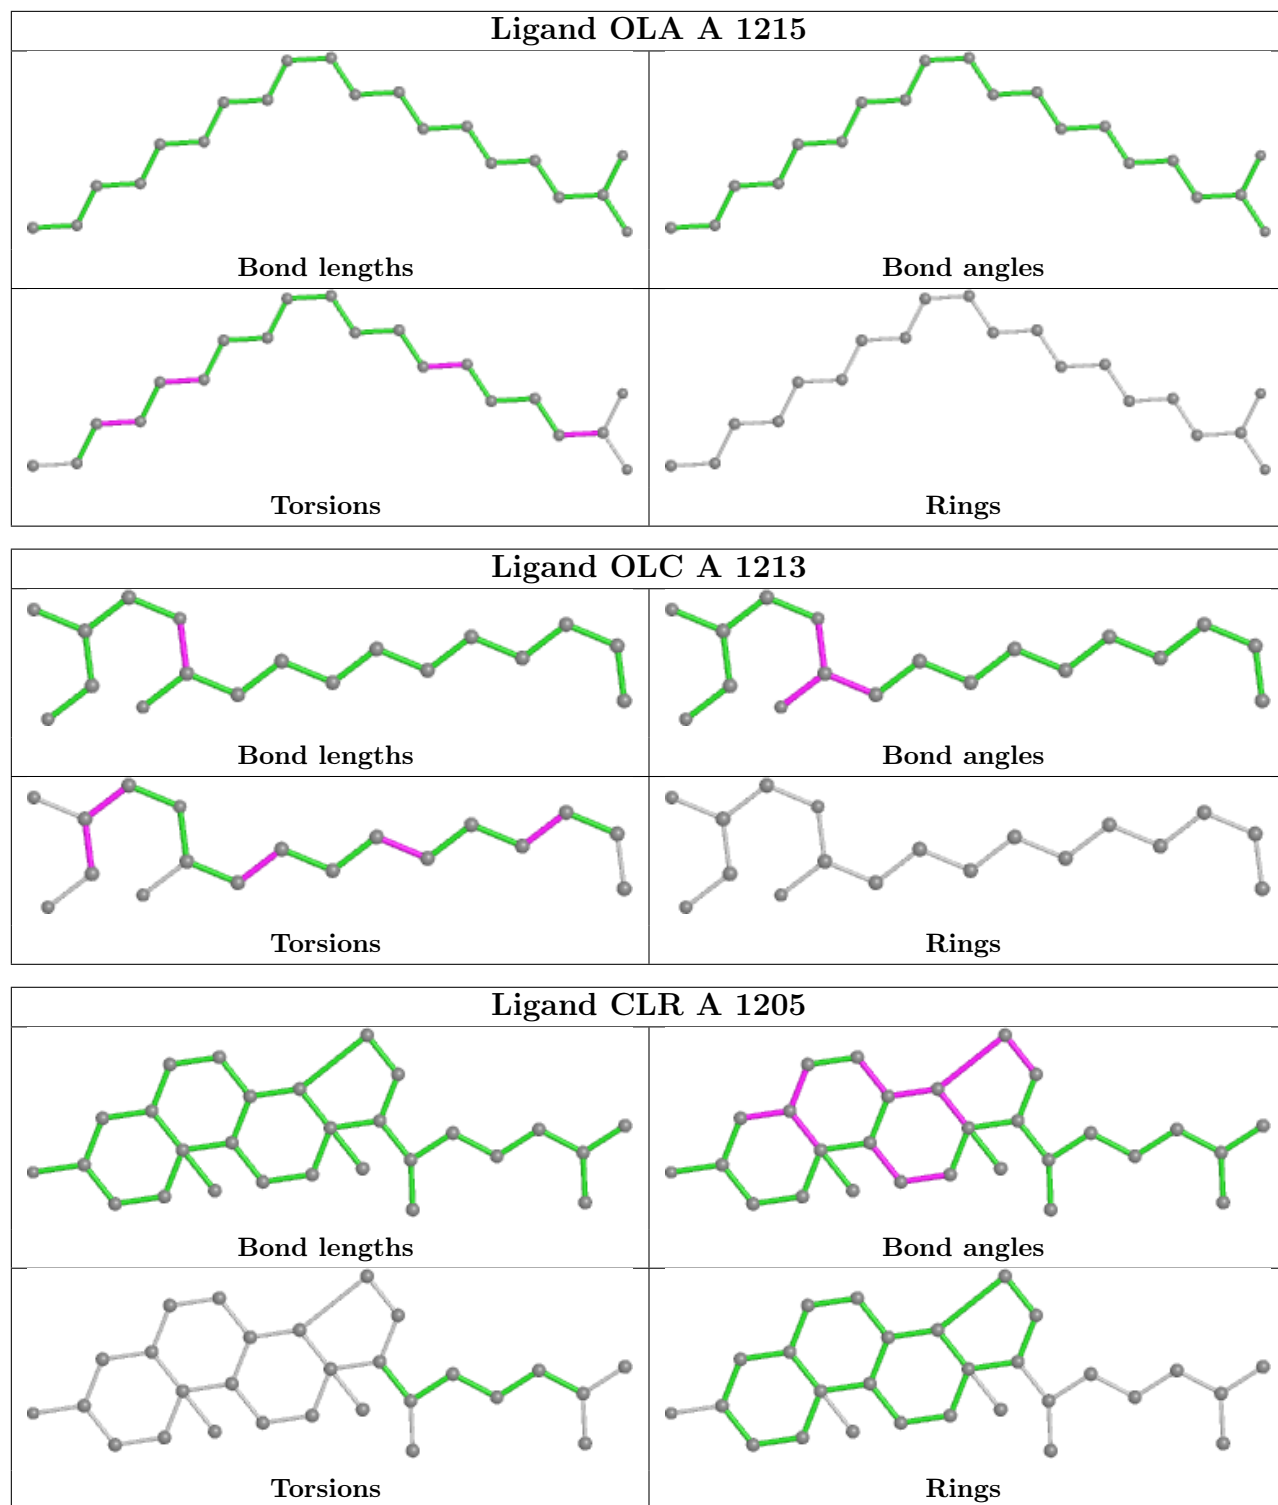 Ligand OLA A 1215
Bond lengths
Bond angles
Torsions
Rings
Ligand OLC A 1213
Bond lengths
Bond angles
Torsions
Rings
Ligand CLR A 1205
Bond lengths
Bond angles
Torsions
Rings